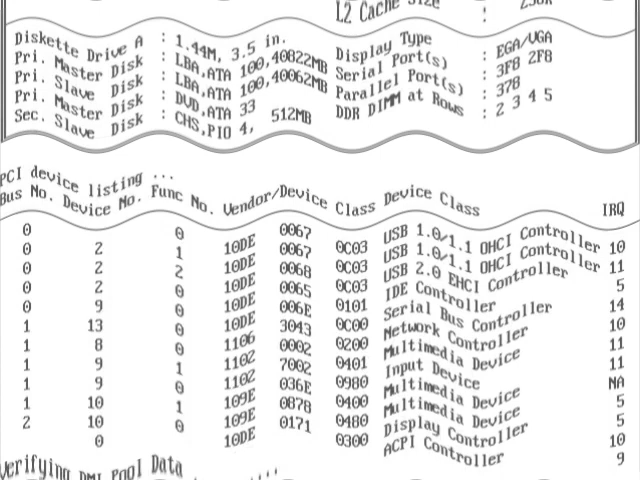 L2 Cache Size :
Diskette Drive A : 1.44M, 3.5 in. Display Type : EGA/VGA
Pri. Master Disk : LBA,ATA 100,40822MB Serial Port(s) : 3F8 2F8
Pri. Slave Disk : LBA,ATA 100,40062MB Parallel Port(s) : 378
Pri. Master Disk : DVD,ATA 33 DDR DIMM at Rows : 2 3 4 5
Sec. Slave Disk : CHS,PIO 4, 512MB
PCI device listing ...
Bus No. Device No. Func No. Vendor/Device Class Device Class IRQ
0 2 0 10DE 0067 0C03 USB 1.0/1.1 OHCI Controller 10
0 2 1 10DE 0067 0C03 USB 1.0/1.1 OHCI Controller 11
0 2 2 10DE 0068 0C03 USB 2.0 EHCI Controller 5
0 9 0 10DE 0065 0101 IDE Controller 14
0 13 0 10DE 006E 0C00 Serial Bus Controller 10
1 8 0 1106 3043 0200 Network Controller 11
1 9 0 1102 0002 0401 Multimedia Device 11
1 9 1 1102 7002 0980 Input Device NA
1 10 0 109E 036E 0400 Multimedia Device 5
1 10 1 109E 0878 0480 Multimedia Device 5
2 0 0 10DE 0171 0300 Display Controller 10
ACPI Controller 9
Verifying DMI Pool Data ....